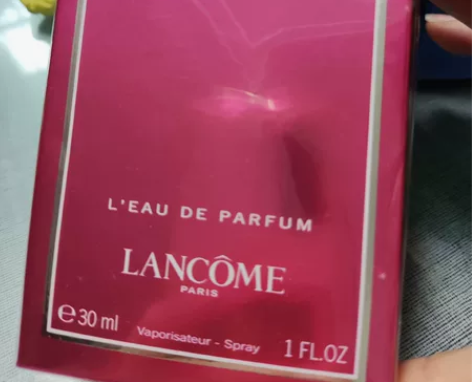 L'EAU DE PARFUM
LANCÔME
PARIS
℮30 ml Vaporisateur - Spray 1 FL.OZ